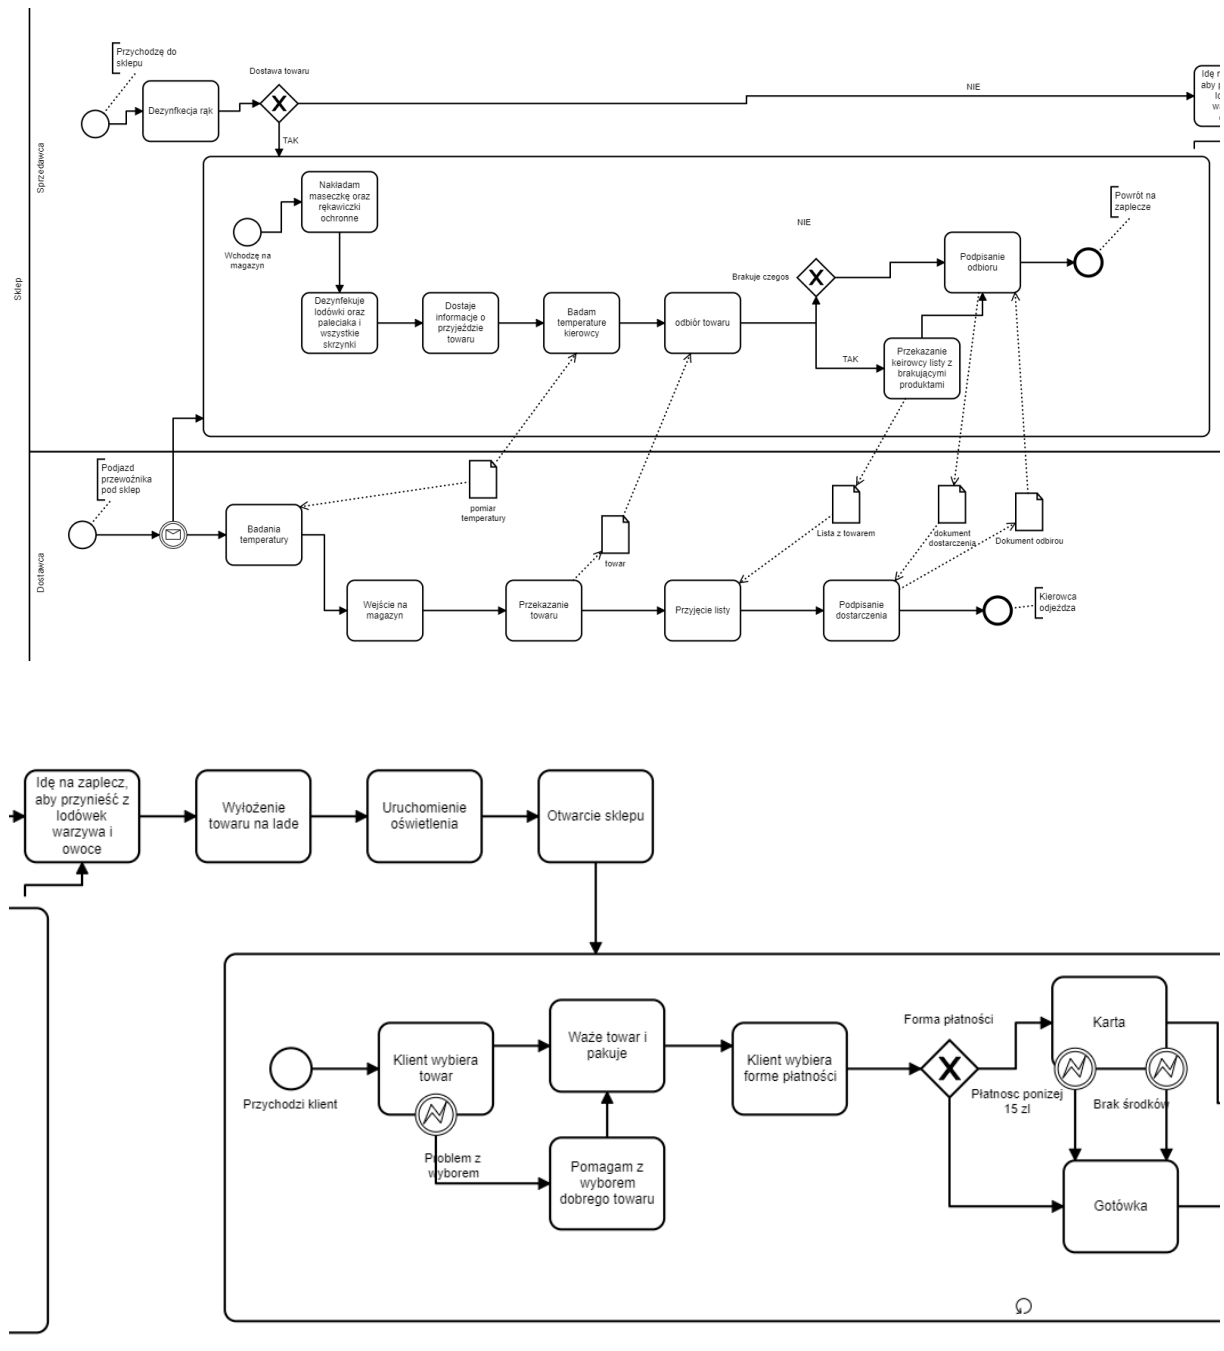 Przychodzę do
sklepu
Dostawa towaru
Dezynfkecja rąk
NIE
TAK
Sprzedawca
Sklep
Dostawca
Nakładam
maseczkę oraz
rękawiczki
ochronne
Wchodzę na
magazyn
Dezynfekuje
lodówki oraz
paleciaka i
wszystkie
skrzynki
Dostaje
informacje o
przyjeździe
towaru
Badam
temperature
kierowcy
odbiór towaru
Brakuje czegos
NIE
TAK
Przekazanie
keirowcy listy z
brakującymi
produktami
Podpisanie
odbioru
Powrót na
zaplecze
Podjazd
przewoźnika
pod sklep
Badania
temperatury
pomiar
temperatury
towar
Lista z towarem
dokument
dostarczenia
Dokument odbirou
Wejście na
magazyn
Przekazanie
towaru
Przyjęcie listy
Podpisanie
dostarczenia
Kierowca
odjeżdza
Idę na zaplecz,
aby przynieść z
lodówek
warzywa i
owoce
Wyłożenie
towaru na lade
Uruchomienie
oświetlenia
Otwarcie sklepu
Przychodzi klient
Klient wybiera
towar
Problem z
wyborem
Waże towar i
pakuje
Pomagam z
wyborem
dobrego towaru
Klient wybiera
forme płatności
Forma płatności
Karta
Płatnosc ponizej
15 zl
Brak środków
Gotówka